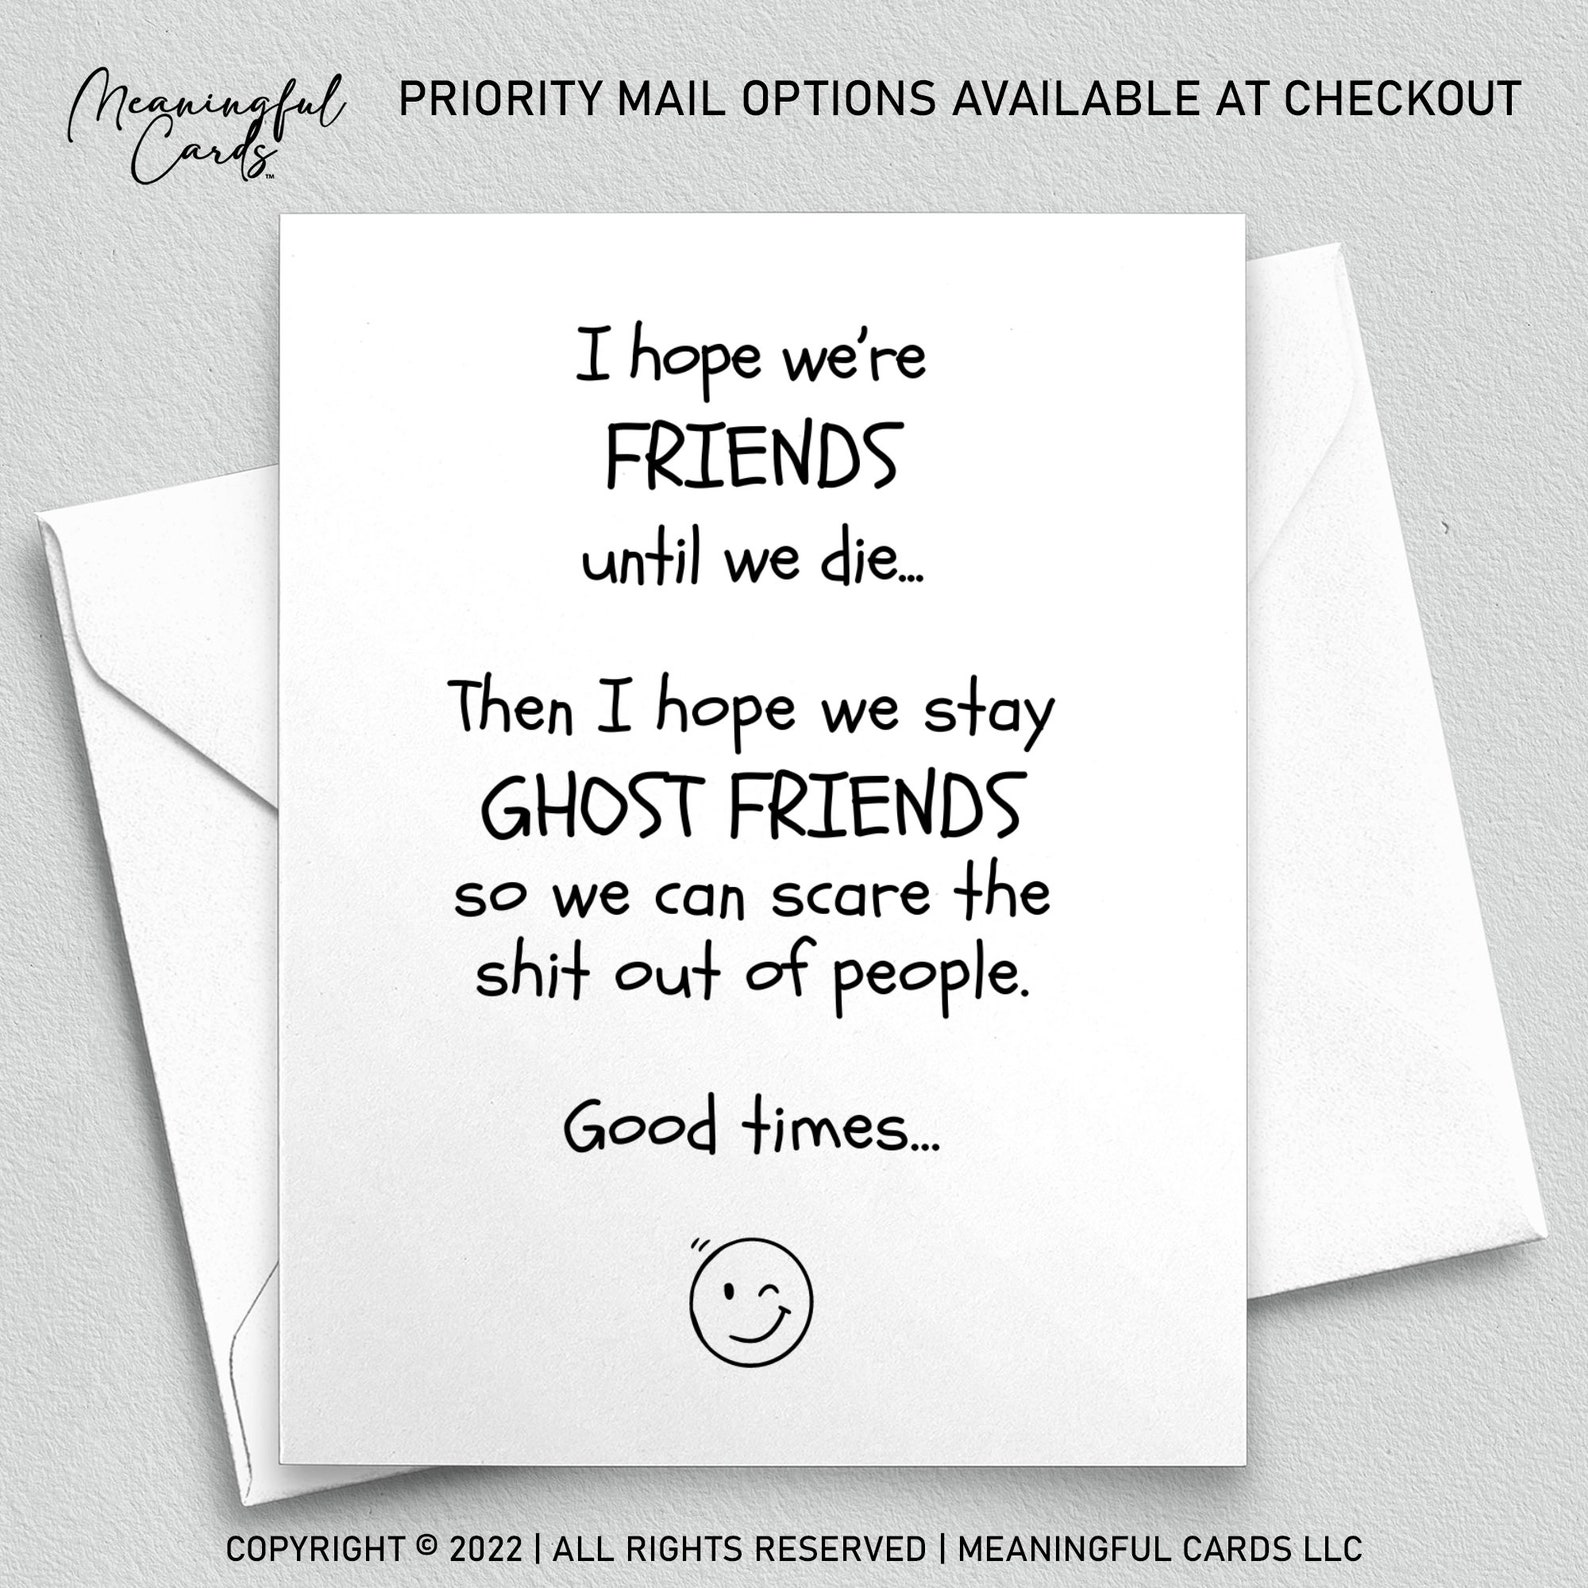 Meaningful
Cards™
PRIORITY MAIL OPTIONS AVAILABLE AT CHECKOUT
I hope we're
FRIENDS
until we die...
Then I hope we stay
GHOST FRIENDS
so we can scare the
shit out of people.
Good times...
COPYRIGHT © 2022 | ALL RIGHTS RESERVED | MEANINGFUL CARDS LLC